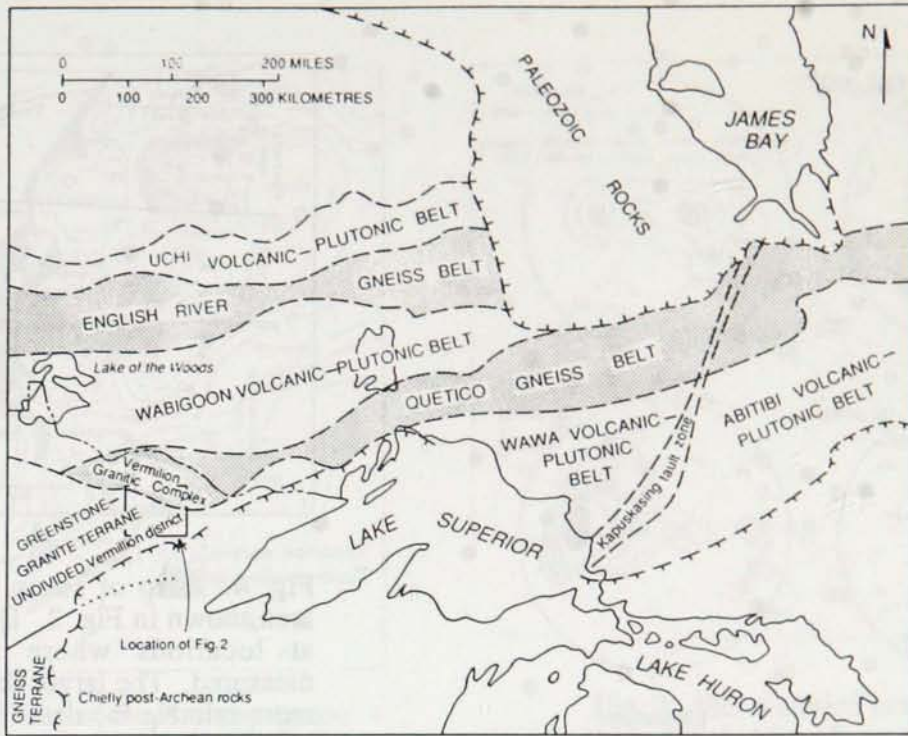 0 100 200 MILES
0 100 200 300 KILOMETRES
N
PALEOZOIC
ROCKS
JAMES
BAY
UCHI VOLCANIC—PLUTONIC BELT
GNEISS BELT
ENGLISH RIVER
Lake of the Woods
WABIGOON VOLCANIC—PLUTONIC BELT
QUETICO GNEISS BELT
ABITIBI VOLCANIC—
PLUTONIC BELT
WAWA VOLCANIC
PLUTONIC
BELT
Kapuskasing fault zone
Vermilion
Granitic Complex
GREENSTONE—
GRANITE TERRANE
UNDIVIDED Vermilion district
LAKE SUPERIOR
Location of Fig. 2
LAKE HURON
GNEISS
TERRANE
Chiefly post-Archean rocks